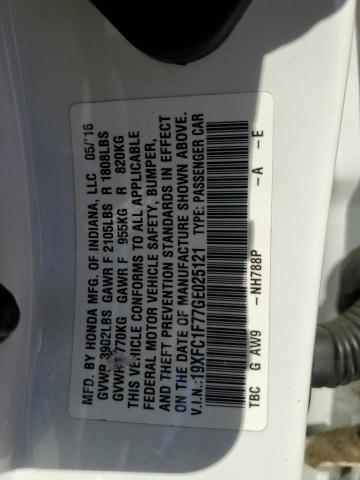 MFD. BY HONDA MFG. OF INDIANA, LLC 05/'16
GVWR 3902LBS GAWR F 2105LBS R 1808LBS
GVWR 1770KG GAWR F 955KG R 820KG
THIS VEHICLE CONFORMS TO ALL APPLICABLE
FEDERAL MOTOR VEHICLE SAFETY, BUMPER,
AND THEFT PREVENTION STANDARDS IN EFFECT
ON THE DATE OF MANUFACTURE SHOWN ABOVE.
V.I.N.:19XFC1F77GE025121 TYPE: PASSENGER CAR
TBC G AW9 -NH788P -A -E